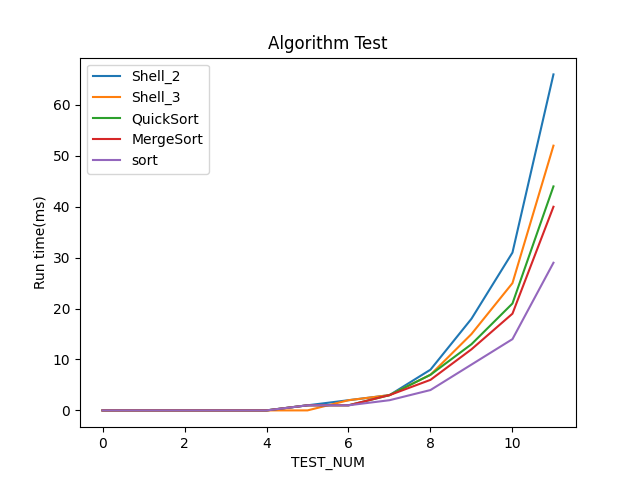 Algorithm Test
Shell_2
Shell_3
QuickSort
MergeSort
sort
Run time(ms)
60
50
40
30
20
10
0
0 2 4 6 8 10
TEST_NUM